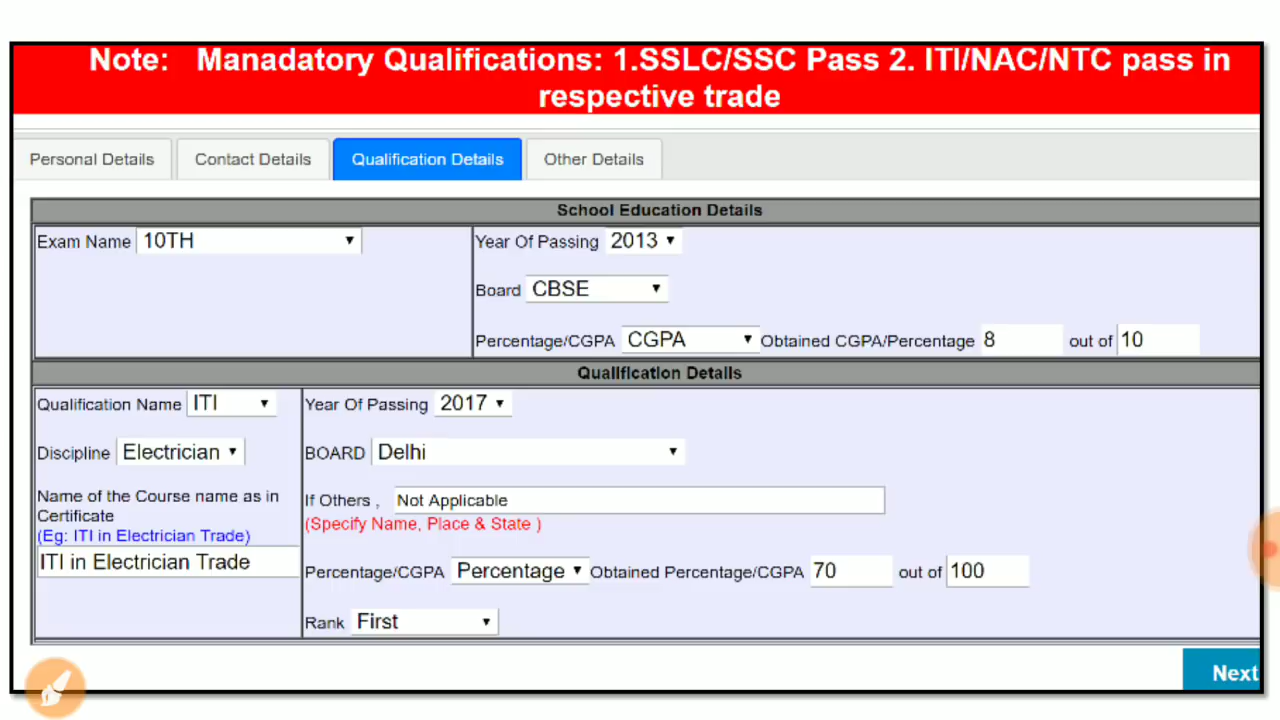 Note: Manadatory Qualifications: 1.SSLC/SSC Pass 2. ITI/NAC/NTC pass in
respective trade
Personal Details Contact Details Qualification Details Other Details
School Education Details
Exam Name 10TH
Year Of Passing 2013
Board CBSE
Percentage/CGPA CGPA Obtained CGPA/Percentage 8 out of 10
Qualification Details
Qualification Name ITI
Discipline Electrician
Name of the Course name as in
Certificate
(Eg: ITI in Electrician Trade)
ITI in Electrician Trade
Year Of Passing 2017
BOARD Delhi
If Others , Not Applicable
(Specify Name, Place & State )
Percentage/CGPA Percentage Obtained Percentage/CGPA 70 out of 100
Rank First
Next